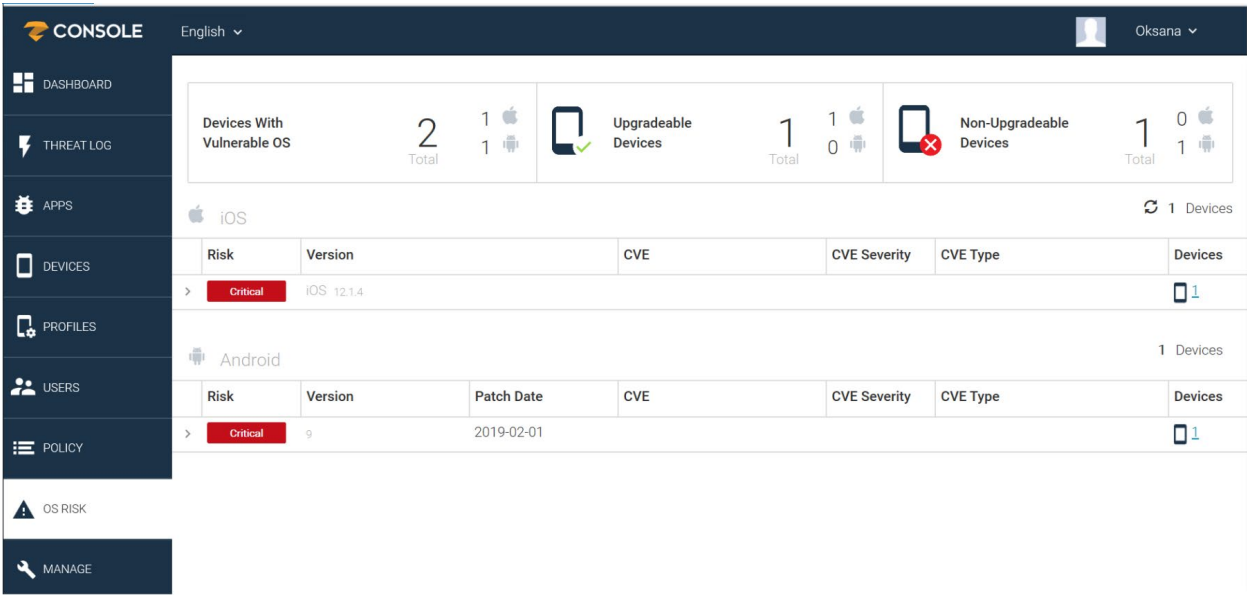 CONSOLE English Oksana
DASHBOARD
THREAT LOG
APPS
DEVICES
PROFILES
USERS
POLICY
OS RISK
MANAGE
Devices With
Vulnerable OS
2
Total
1
1
Upgradeable
Devices
1
Total
1
0
Non-Upgradeable
Devices
1
Total
0
1
iOS 1 Devices
Risk Version CVE CVE Severity CVE Type Devices
Critical iOS 12.1.4 1
Android 1 Devices
Risk Version Patch Date CVE CVE Severity CVE Type Devices
Critical 9 2019-02-01 1